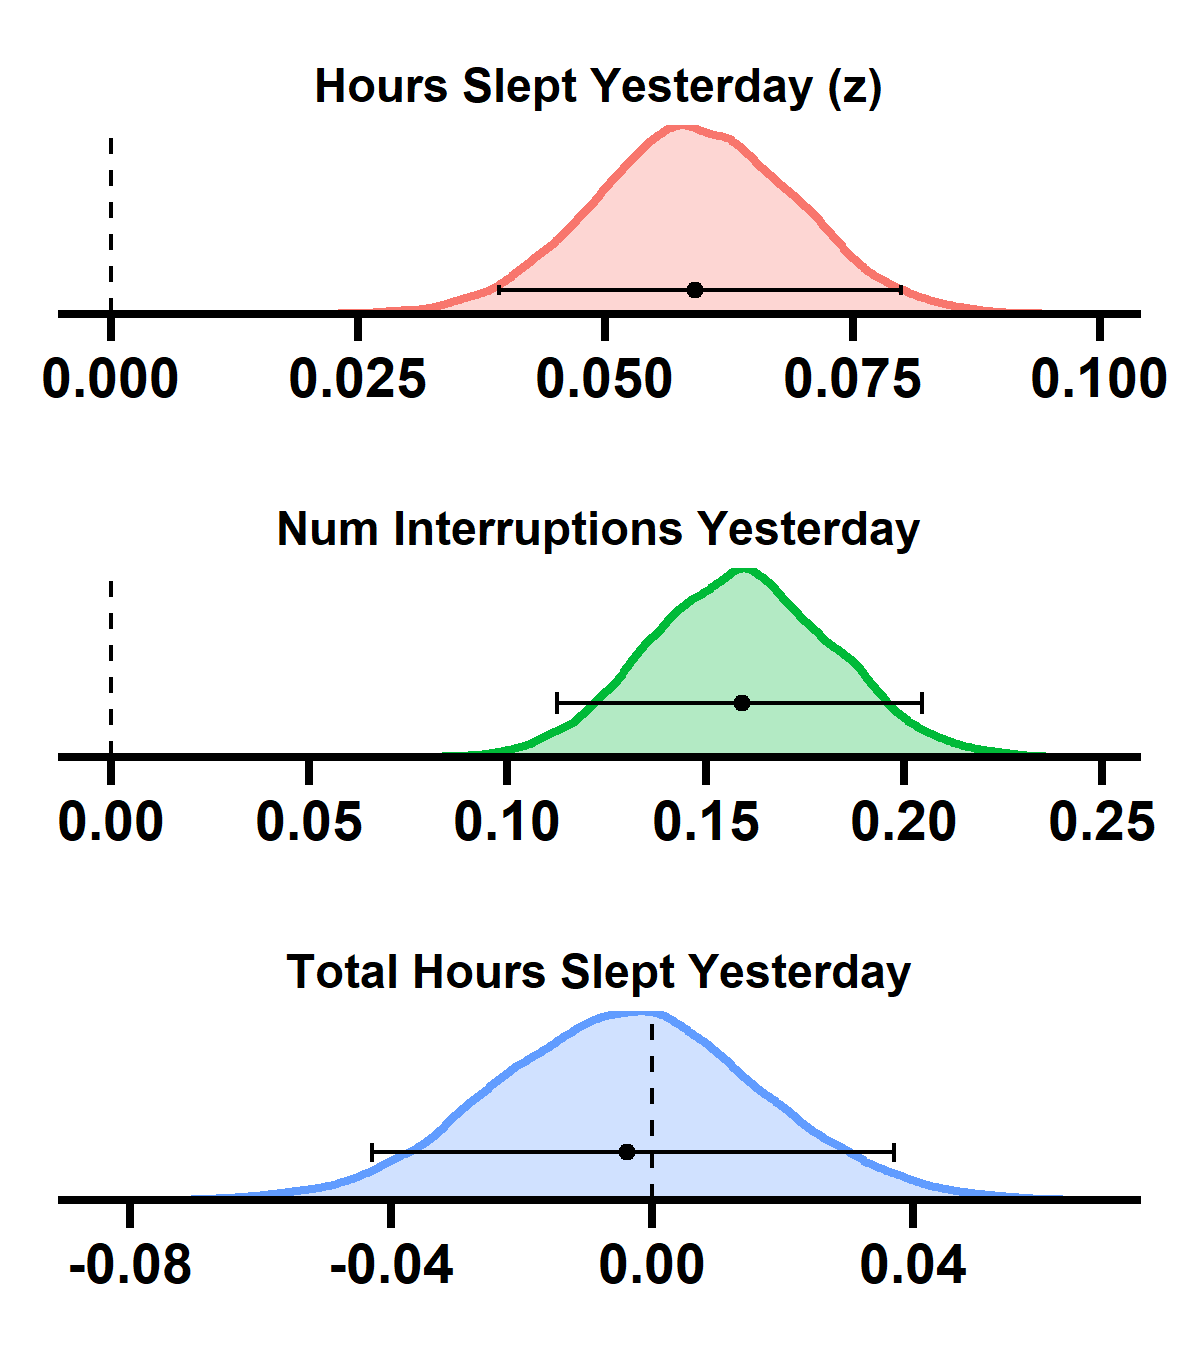 Hours Slept Yesterday (z)
0.000 0.025 0.050 0.075 0.100
Num Interruptions Yesterday
0.00 0.05 0.10 0.15 0.20 0.25
Total Hours Slept Yesterday
-0.08 -0.04 0.00 0.04